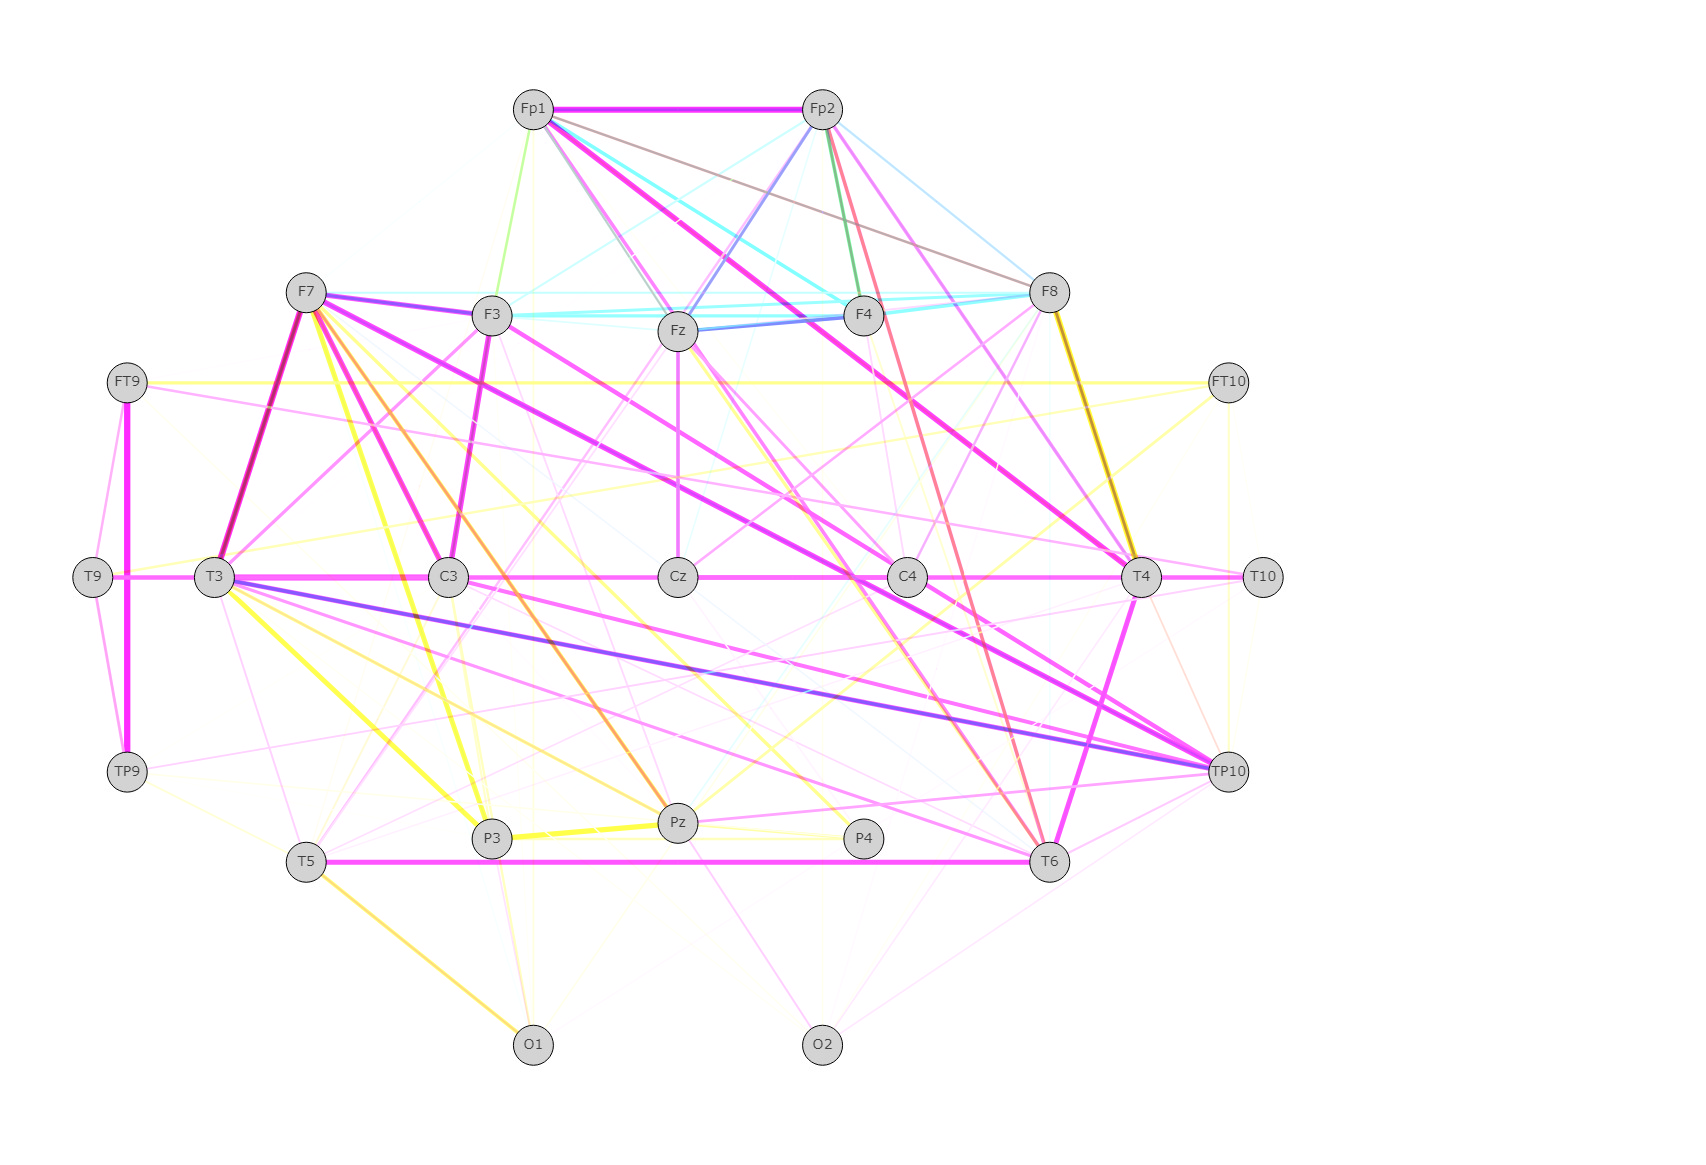 Fp1 Fp2
F7 F3 Fz F4 F8
FT9 FT10
T9 T3 C3 Cz C4 T4 T10
TP9 TP10
T5 P3 Pz P4 T6
O1 O2